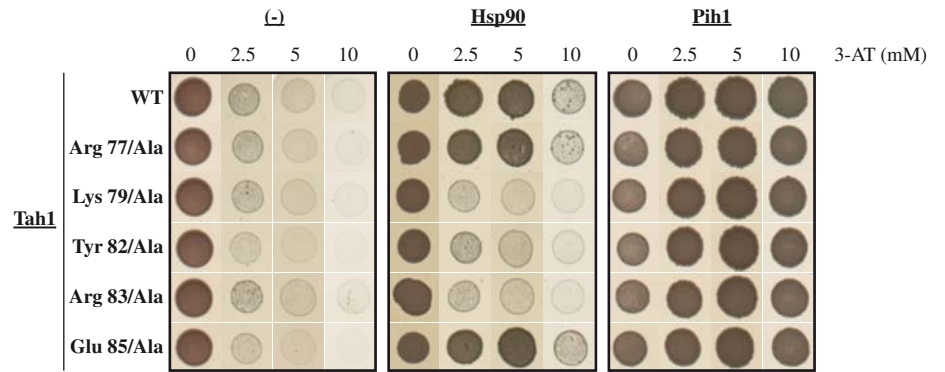 (-) Hsp90 Pih1
0 2.5 5 10 0 2.5 5 10 0 2.5 5 10 3-AT (mM)
WT
Arg 77/Ala
Lys 79/Ala
Tah1
Tyr 82/Ala
Arg 83/Ala
Glu 85/Ala